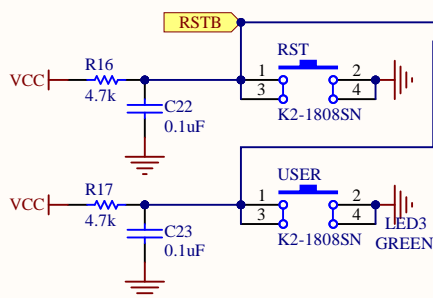 RSTB
RST
R16
VCC
4.7k
C22
0.1uF
1
3
2
4
K2-1808SN
USER
R17
VCC
4.7k
C23
0.1uF
1
3
2
4
K2-1808SN
LED3
GREEN